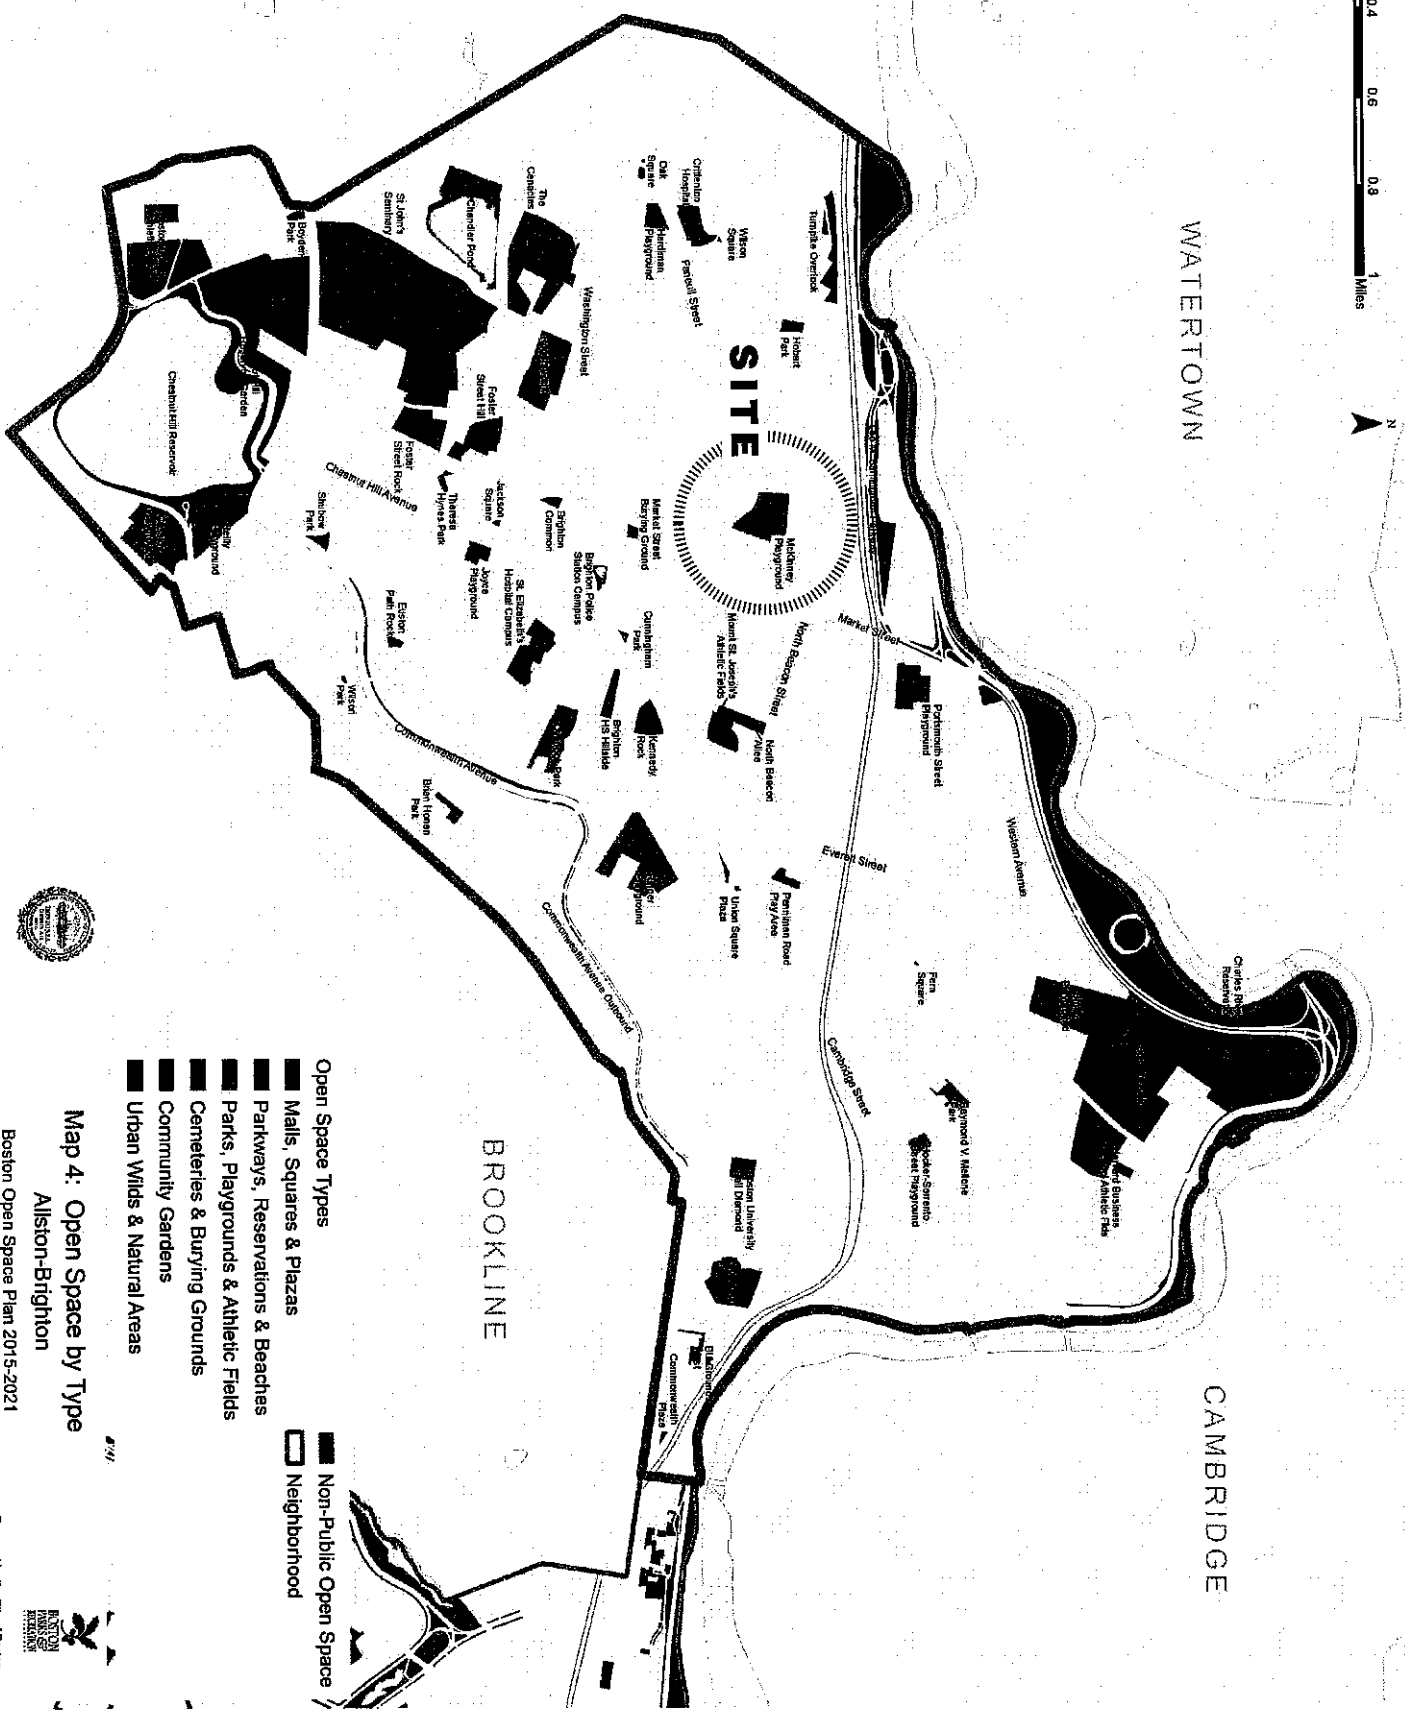 0.4
0.6
0.8
1
Miles
N
WATERTOWN
CAMBRIDGE
BROOKLINE
SITE
Turnpike Overlook
Hobart
Park
Wilson
Square
Crittenton
Hospital
Oak
Square
Hardiman
Playground
Faneuil Street
Washington Street
The
Cenacles
Chandler Pond
St John's
Seminary
Boyden
Park
Chestnut Hill Reservoir
Foster
Street Hill
Foster
Street Rock
Chestnut Hill Avenue
Theresa
Hynes Park
Jackson
Square
Joyce
Playground
Brighton
Common
Market Street
Burying Ground
McKinney
Playground
Brighton Police
Station Campus
St. Elizabeth's
Hospital Campus
Cunningham
Park
Mount St. Joseph's
Athletic Fields
North Beacon Street
Market Street
Portsmouth Street
Playground
North Beacon
Allee
Kennedy
Rock
Brighton
HS Hillside
Park
Shubow
Park
Euston
Path Rock
Wilson
Park
Commonwealth Avenue
Brian Honan
Park
Commonwealth Avenue Outbound
Union Square
Plaza
Penniman Road
Play Area
Everett Street
Western Avenue
Fern
Square
Cambridge Street
Raymond V. Mellone
Park
Hooker-Sorrento
Street Playground
Athletic Flds
Commonwealth
Plaza
Open Space Types
Malls, Squares & Plazas
Parkways, Reservations & Beaches
Parks, Playgrounds & Athletic Fields
Cemeteries & Burying Grounds
Community Gardens
Urban Wilds & Natural Areas
Non-Public Open Space
Neighborhood
Map 4: Open Space by Type
Allston-Brighton
Boston Open Space Plan 2015-2021
BOSTON
PARKS &
RECREATION